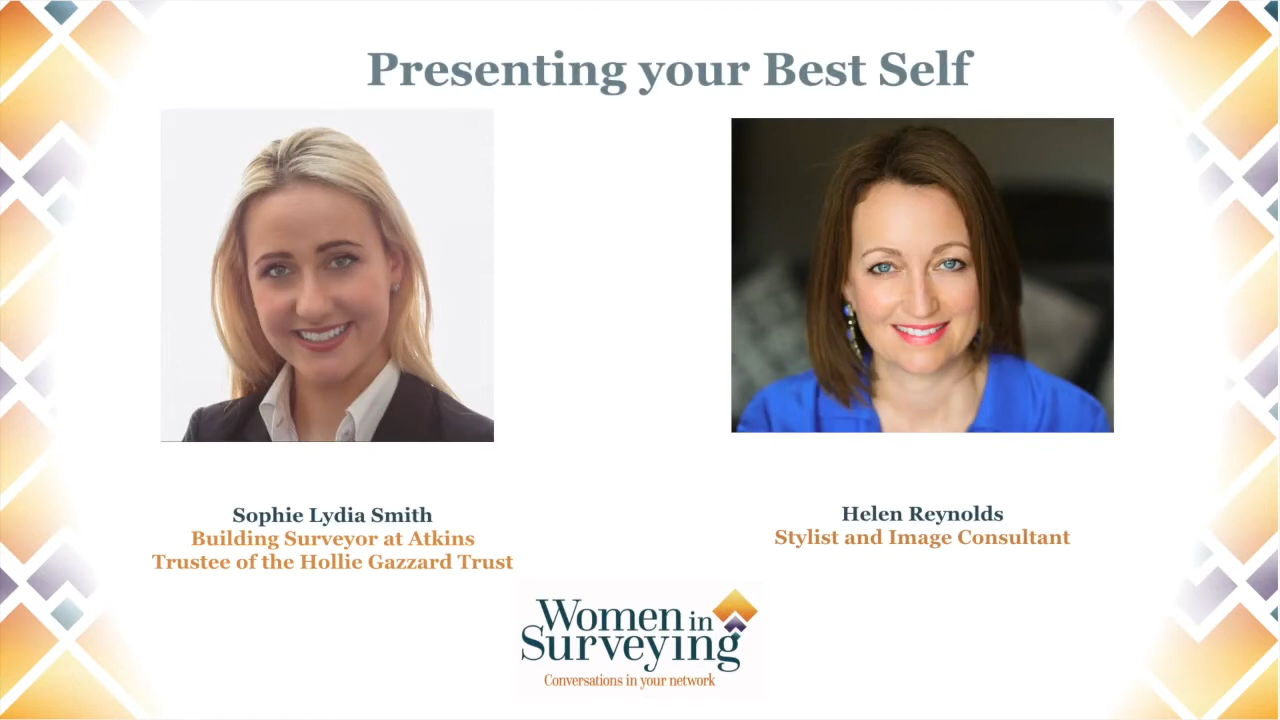 Presenting your Best Self
Sophie Lydia Smith
Building Surveyor at Atkins
Trustee of the Hollie Gazzard Trust
Helen Reynolds
Stylist and Image Consultant
Women in
Surveying
Conversations in your network